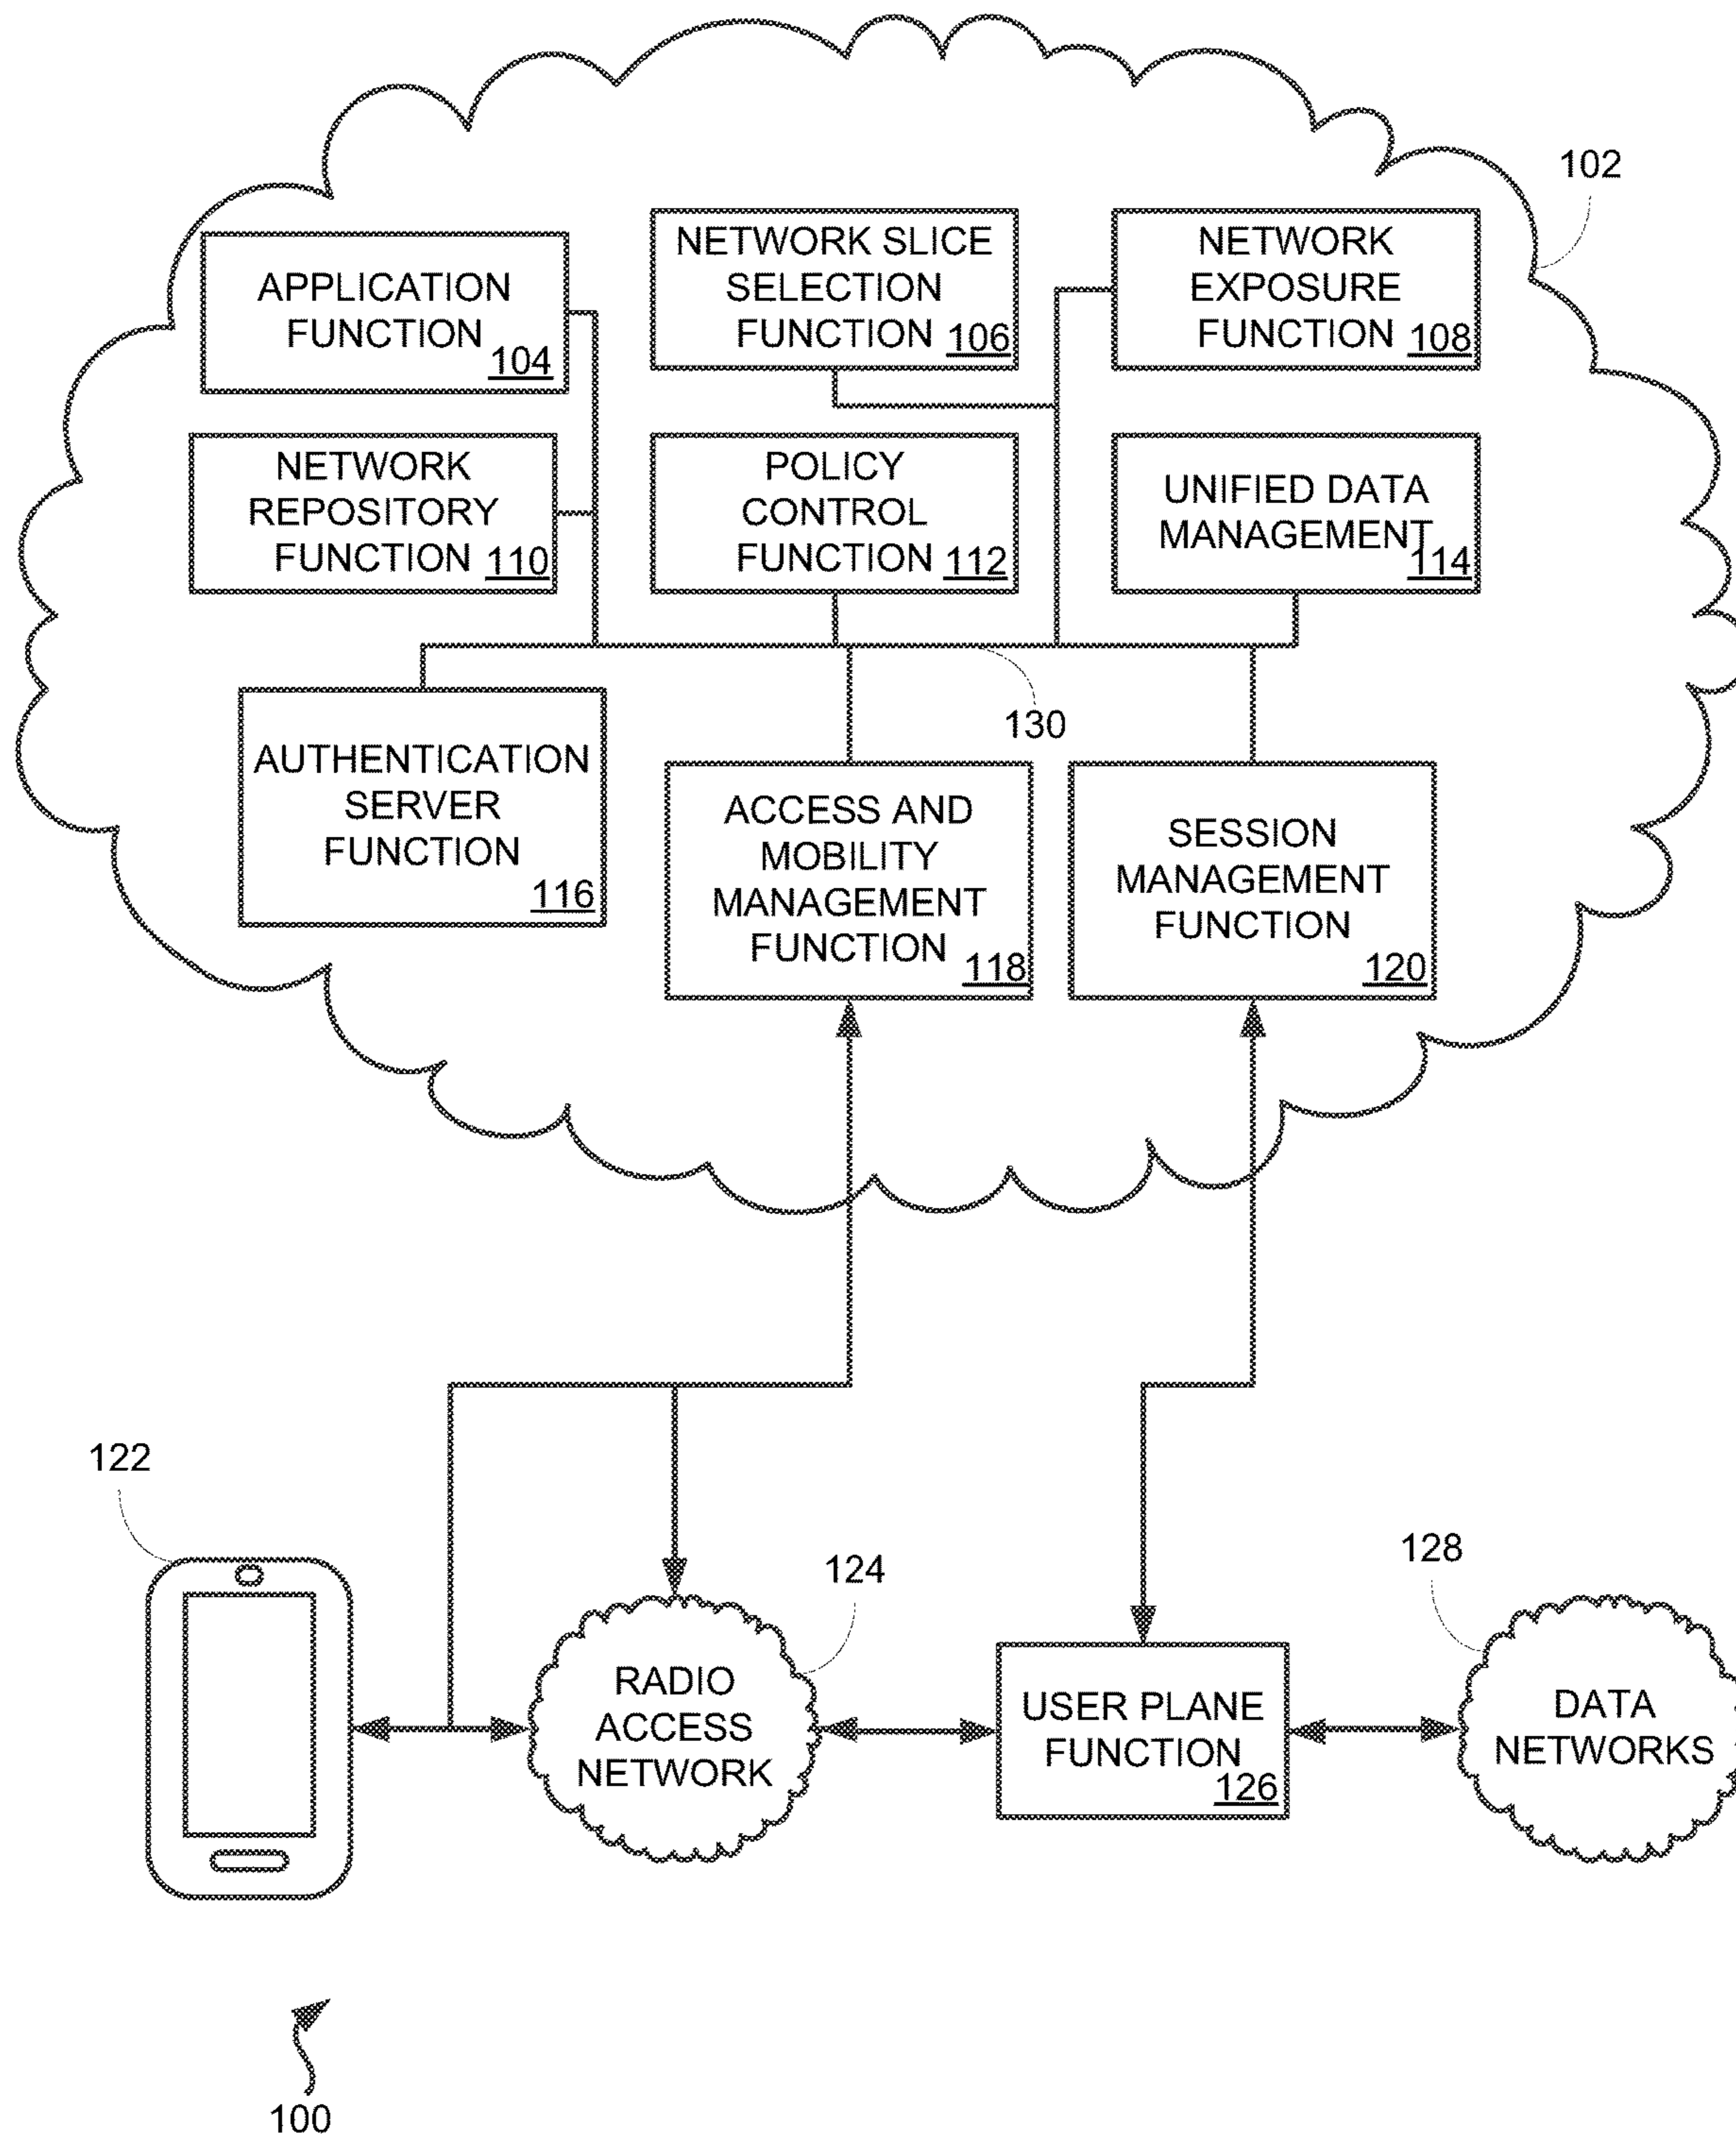 102
APPLICATION
FUNCTION
104
NETWORK SLICE
SELECTION
FUNCTION 106
NETWORK
EXPOSURE
FUNCTION 108
NETWORK
REPOSITORY
FUNCTION 110
POLICY
CONTROL
FUNCTION 112
UNIFIED DATA
MANAGEMENT
114
130
AUTHENTICATION
SERVER
FUNCTION
116
ACCESS AND
MOBILITY
MANAGEMENT
FUNCTION 118
SESSION
MANAGEMENT
FUNCTION
120
122
124
128
RADIO
ACCESS
NETWORK
USER PLANE
FUNCTION
126
DATA
NETWORKS
100